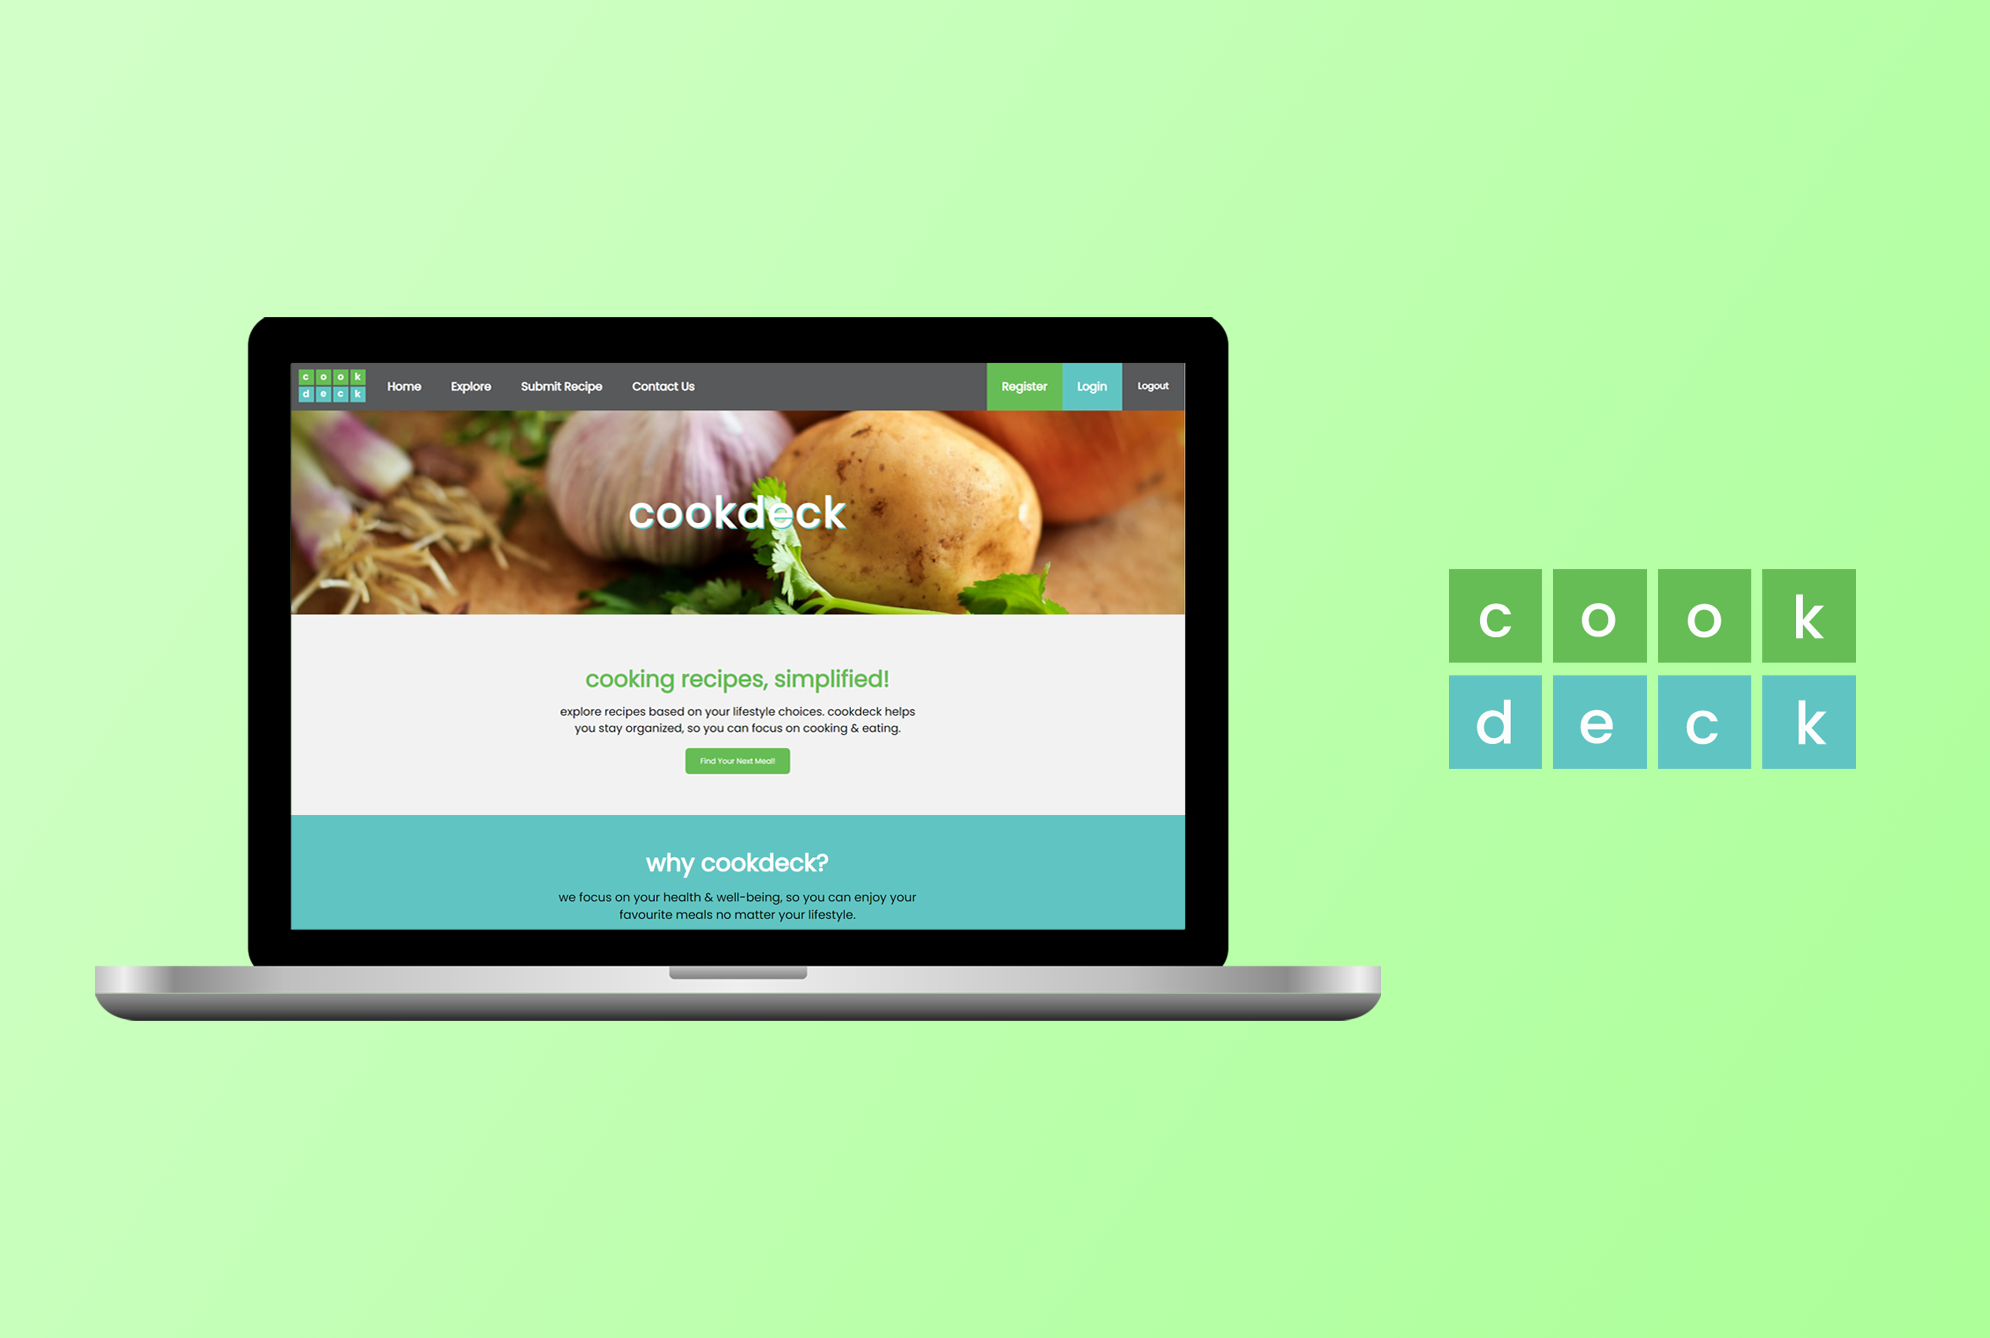 c o o k
d e c k
Home Explore Submit Recipe Contact Us Register Login Logout
cookdeck
cooking recipes, simplified!
explore recipes based on your lifestyle choices. cookdeck helps
you stay organized, so you can focus on cooking & eating.
Find Your Next Meal!
why cookdeck?
we focus on your health & well-being, so you can enjoy your
favourite meals no matter your lifestyle.
c o o k
d e c k